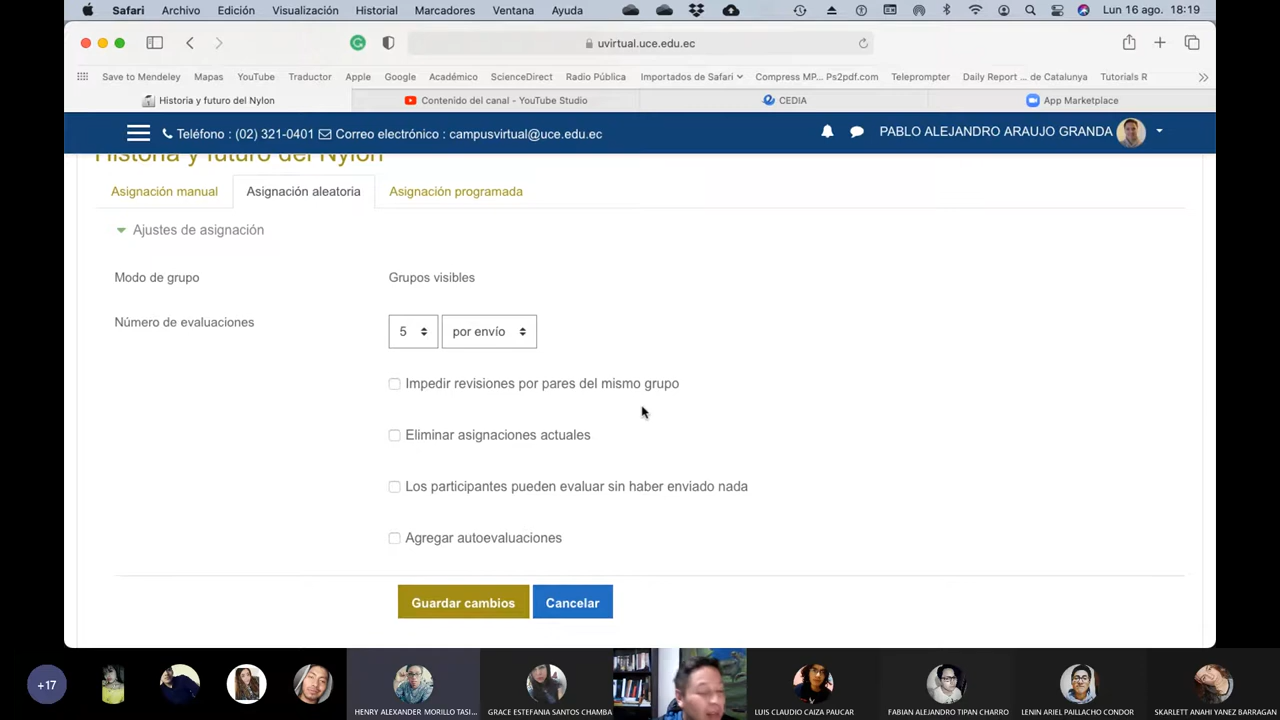 Safari Archivo Edición Visualización Historial Marcadores Ventana Ayuda Lun 16 ago. 18:19
uvirtual.uce.edu.ec
Save to Mendeley Mapas YouTube Traductor Apple Google Académico ScienceDirect Radio Pública Importados de Safari Compress MP... Ps2pdf.com Teleprompter Daily Report ... de Catalunya Tutorials R
Historia y futuro del Nylon Contenido del canal - YouTube Studio CEDIA App Marketplace
Teléfono : (02) 321-0401 Correo electrónico : campusvirtual@uce.edu.ec PABLO ALEJANDRO ARAUJO GRANDA
Historia y futuro del Nylon
Asignación manual Asignación aleatoria Asignación programada
Ajustes de asignación
Modo de grupo Grupos visibles
Número de evaluaciones
5 por envío
Impedir revisiones por pares del mismo grupo
Eliminar asignaciones actuales
Los participantes pueden evaluar sin haber enviado nada
Agregar autoevaluaciones
Guardar cambios Cancelar
+17
HENRY ALEXANDER MORILLO TASI... GRACE ESTEFANIA SANTOS CHAMBA LUIS CLAUDIO CAIZA PAUCAR FABIAN ALEJANDRO TIPAN CHARRO LENIN ARIEL PAILLACHO CONDOR SKARLETT ANAHI YANEZ BARRAGAN